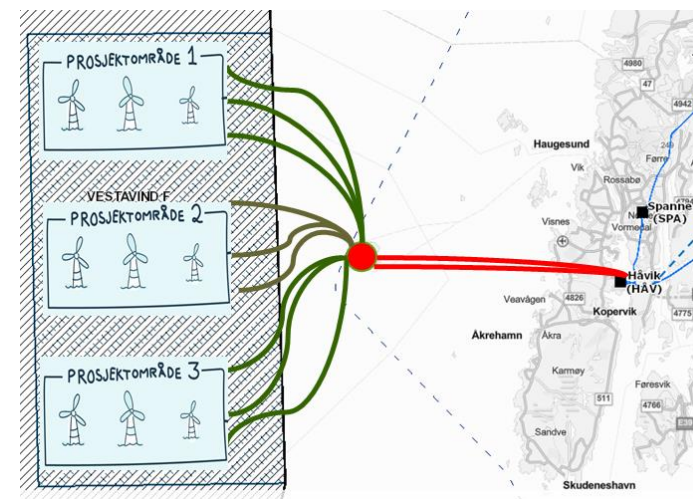 PROSJEKTOMRÅDE 1
VESTAVIND F
PROSJEKTOMRÅDE 2
PROSJEKTOMRÅDE 3
4980
47
4942
Haugesund
Vik
Førre
Rossabø
Spanne
(SPA)
Visnes
Vormedal
Håvik
(HÅV)
Veavågen
4826
Kopervik
4775
Åkrehamn
Åkra
Karmøy
Føresvik
511
4766
Sandve
Skudeneshavn